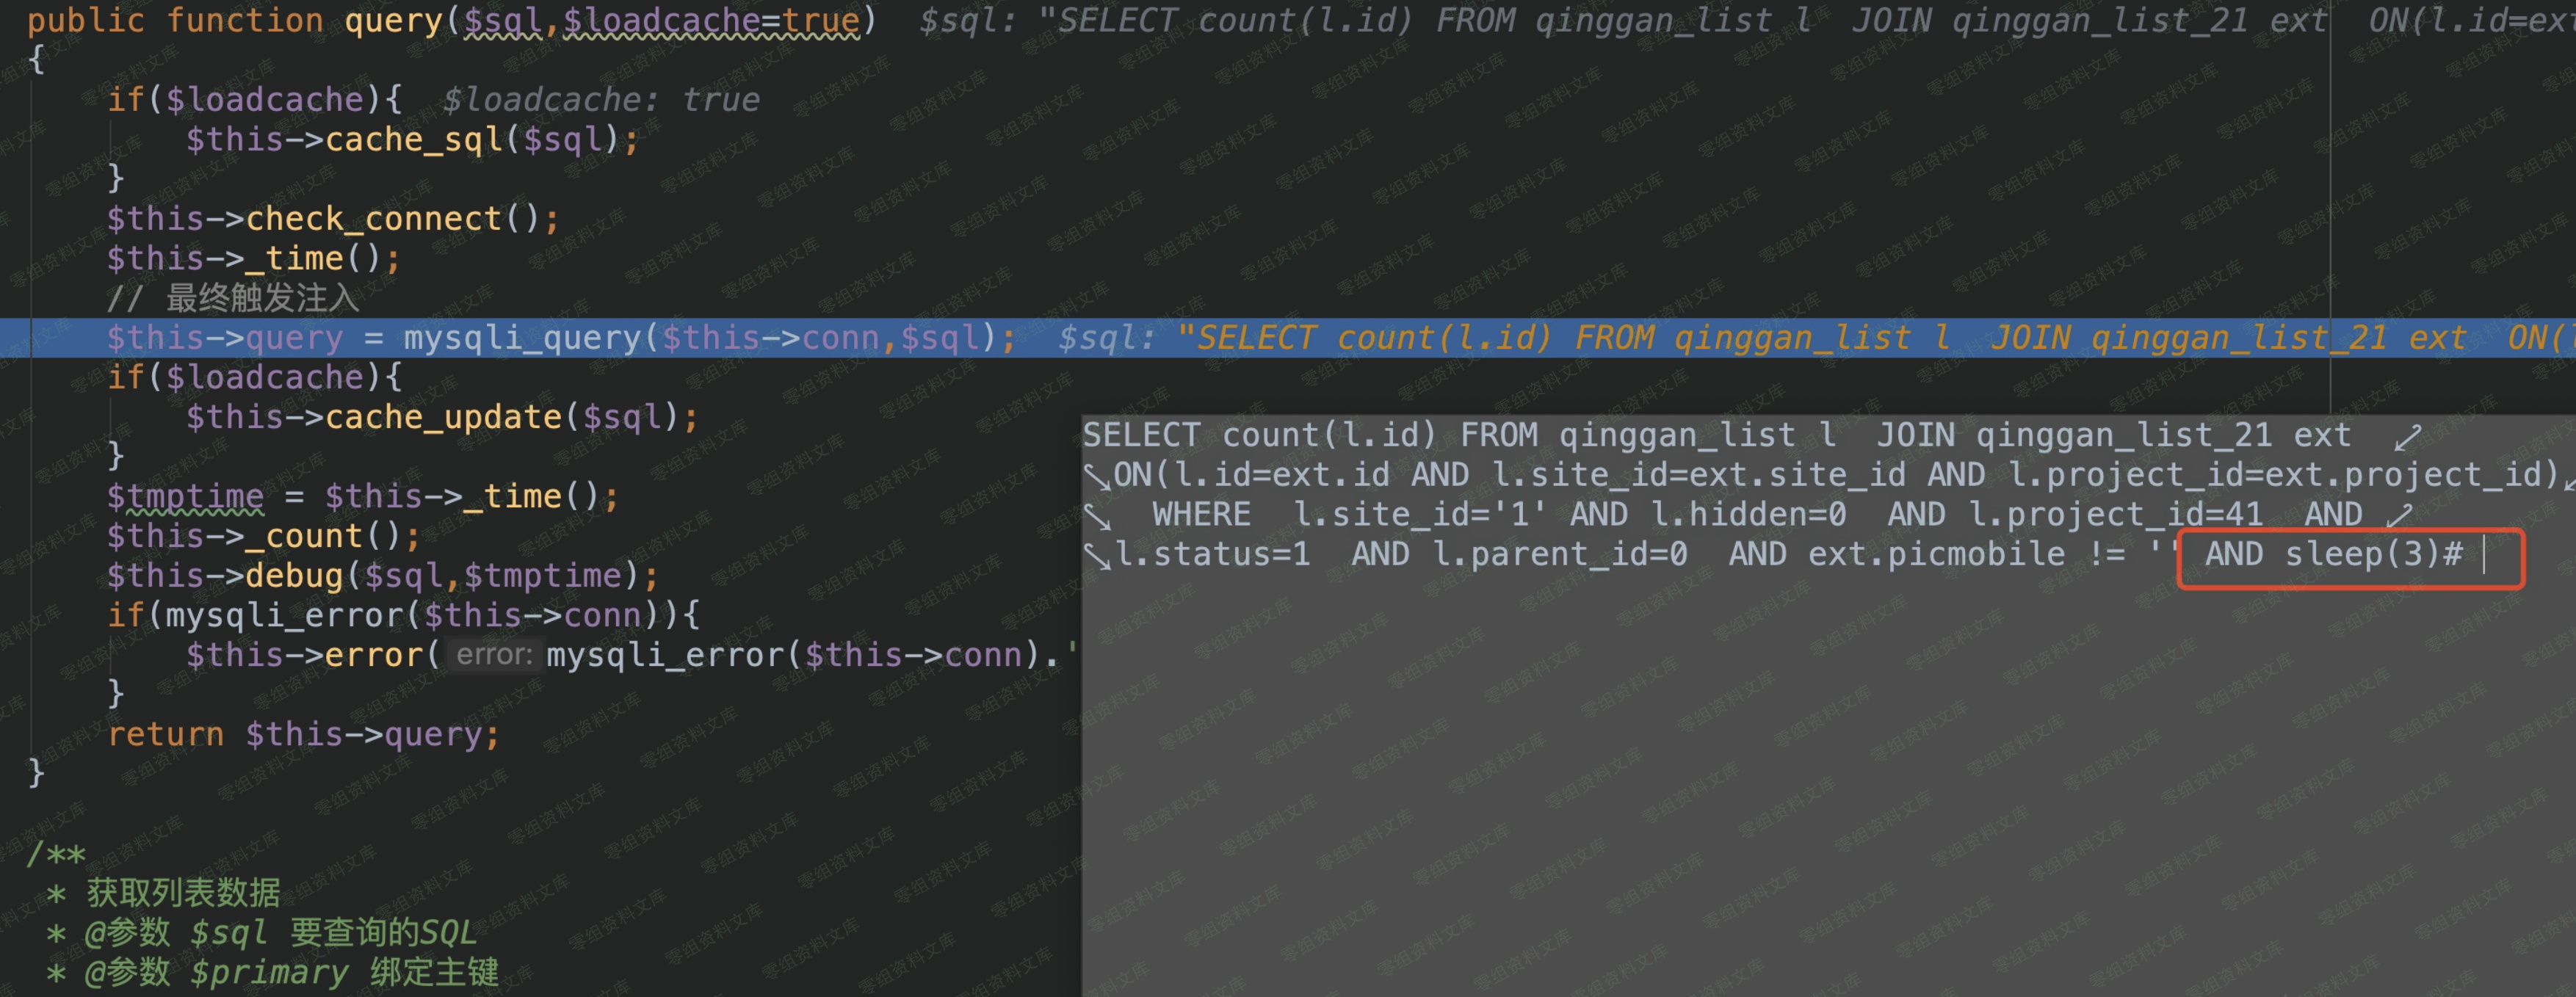 public function query($sql,$loadcache=true)  $sql: "SELECT count(l.id) FROM qinggan_list l  JOIN qinggan_list_21 ext  ON(l.id=ex
{
if($loadcache){  $loadcache: true
$this->cache_sql($sql);
}
$this->check_connect();
$this->_time();
// 最终触发注入
$this->query = mysqli_query($this->conn,$sql);  $sql: "SELECT count(l.id) FROM qinggan_list l  JOIN qinggan_list_21 ext  ON(
if($loadcache){
$this->cache_update($sql);
}
$tmptime = $this->_time();
$this->_count();
$this->debug($sql,$tmptime);
if(mysqli_error($this->conn)){
$this->error( error: mysqli_error($this->conn).'
}
return $this->query;
}
/**
* 获取列表数据
* @参数 $sql 要查询的SQL
* @参数 $primary 绑定主键
SELECT count(l.id) FROM qinggan_list l  JOIN qinggan_list_21 ext
ON(l.id=ext.id AND l.site_id=ext.site_id AND l.project_id=ext.project_id)
WHERE  l.site_id='1' AND l.hidden=0  AND l.project_id=41  AND
l.status=1  AND l.parent_id=0  AND ext.picmobile != '' AND sleep(3)#
零组资料文库